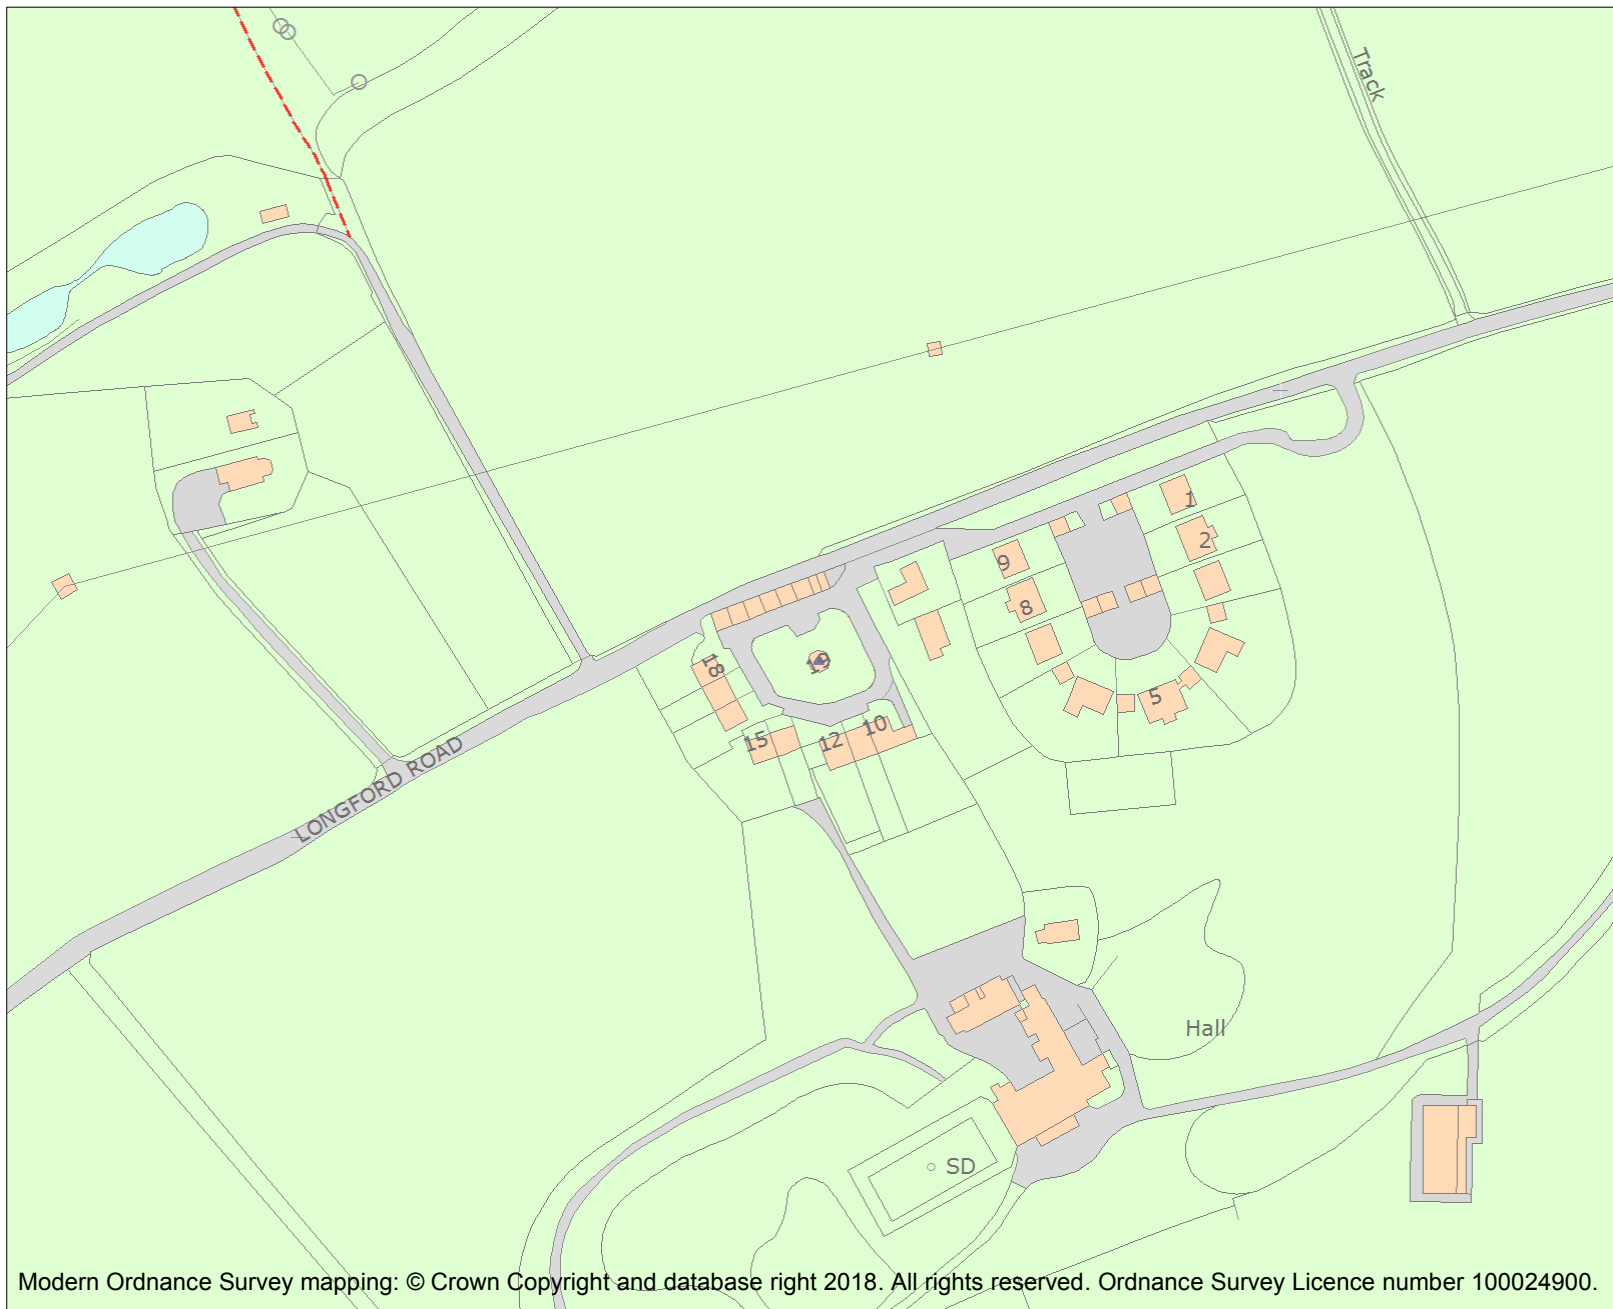 Track
1
2
9
8
19
18
5
10
12
15
LONGFORD ROAD
Hall
SD
Modern Ordnance Survey mapping: © Crown Copyright and database right 2018. All rights reserved. Ordnance Survey Licence number 100024900.